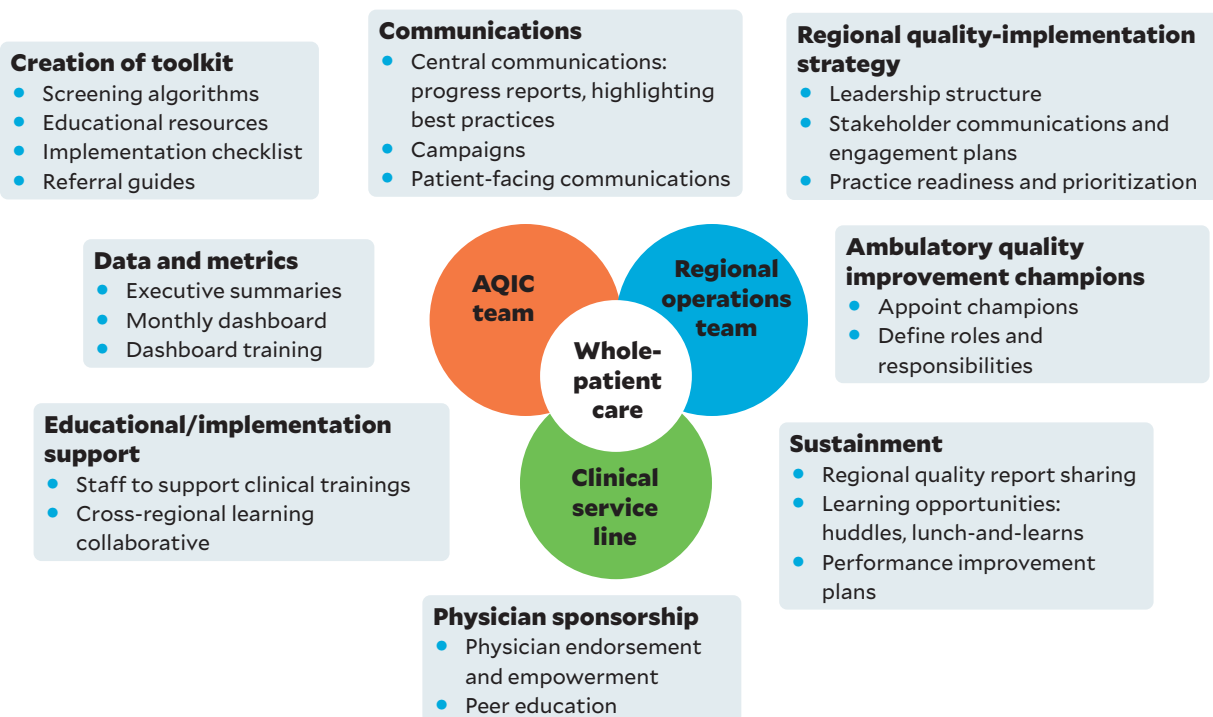 Creation of toolkit
• Screening algorithms
• Educational resources
• Implementation checklist
• Referral guides
Communications
• Central communications:
progress reports, highlighting
best practices
• Campaigns
• Patient-facing communications
Regional quality-implementation
strategy
• Leadership structure
• Stakeholder communications and
engagement plans
• Practice readiness and prioritization
Data and metrics
• Executive summaries
• Monthly dashboard
• Dashboard training
AQIC
team
Regional
operations
team
Whole-
patient
care
Clinical
service
line
Ambulatory quality
improvement champions
• Appoint champions
• Define roles and
responsibilities
Educational/implementation
support
• Staff to support clinical trainings
• Cross-regional learning
collaborative
Sustainment
• Regional quality report sharing
• Learning opportunities:
huddles, lunch-and-learns
• Performance improvement
plans
Physician sponsorship
• Physician endorsement
and empowerment
• Peer education